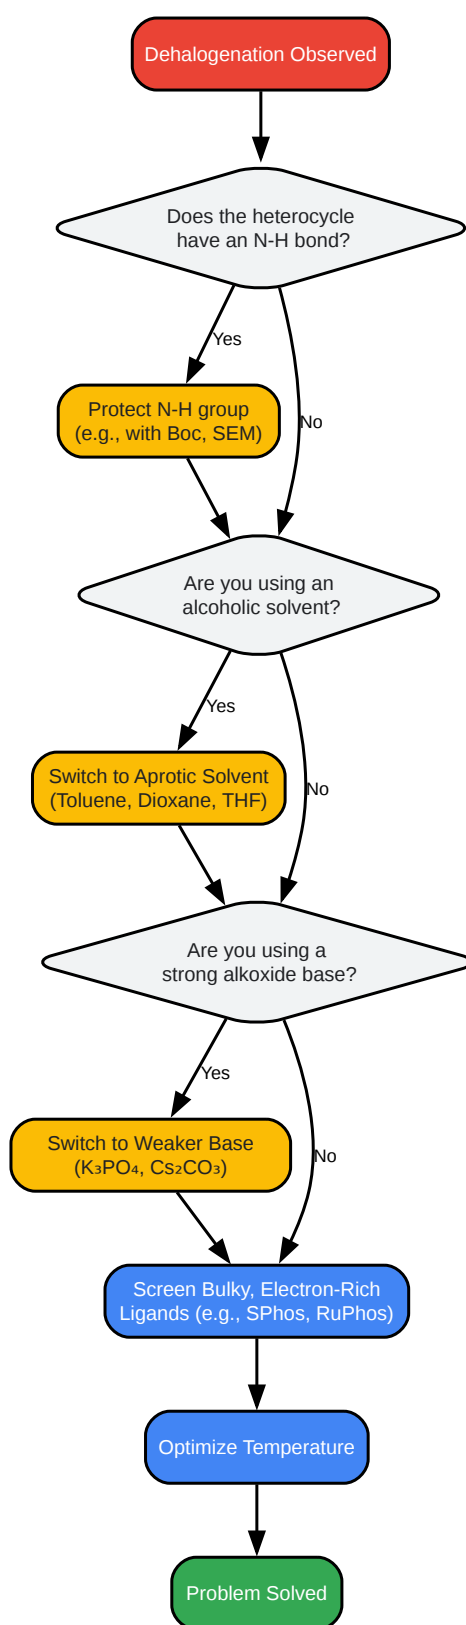 Dehalogenation Observed
Does the heterocycle
have an N-H bond?
Yes
Protect N-H group
(e.g., with Boc, SEM)
No
Are you using an
alcoholic solvent?
Yes
Switch to Aprotic Solvent
(Toluene, Dioxane, THF)
No
Are you using a
strong alkoxide base?
Yes
Switch to Weaker Base
(K₃PO₄, Cs₂CO₃)
No
Screen Bulky, Electron-Rich
Ligands (e.g., SPhos, RuPhos)
Optimize Temperature
Problem Solved